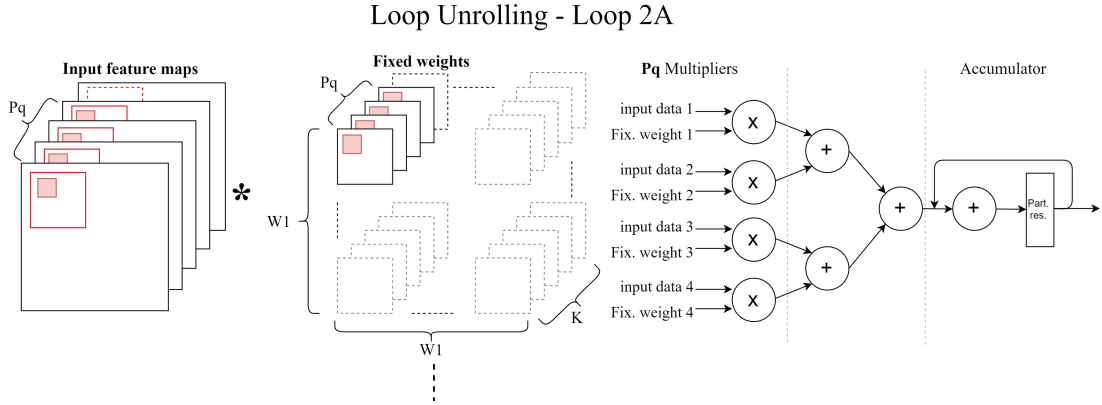 Loop Unrolling - Loop 2A
Input feature maps
Pq
*
Fixed weights
Pq
W1
W1
K
Pq Multipliers
Accumulator
input data 1
Fix. weight 1
x
input data 2
Fix. weight 2
x
input data 3
Fix. weight 3
x
input data 4
Fix. weight 4
x
+
+
+
+
Part.
res.